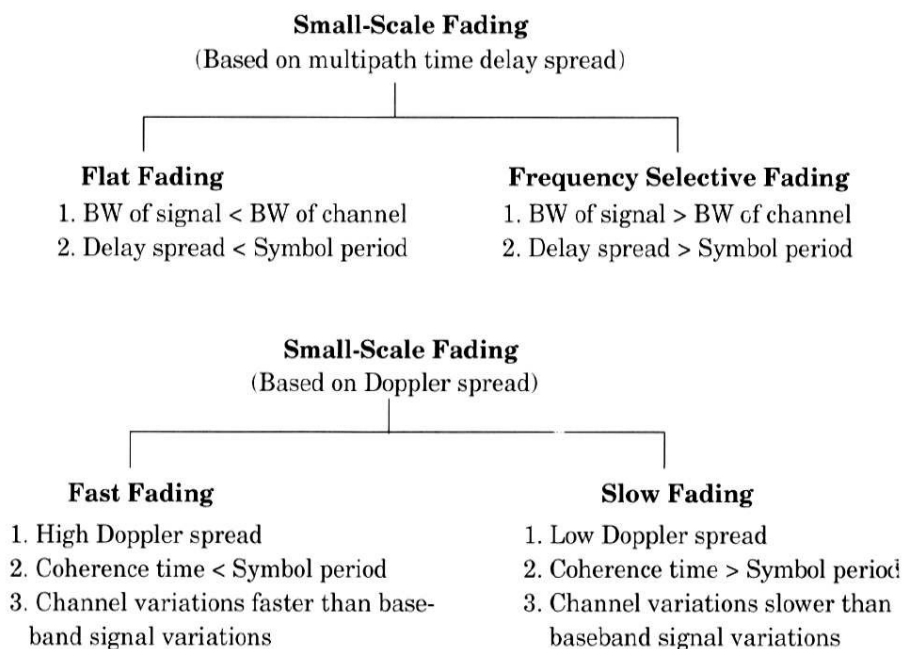 Small-Scale Fading
(Based on multipath time delay spread)
Flat Fading
1. BW of signal < BW of channel
2. Delay spread < Symbol period
Frequency Selective Fading
1. BW of signal > BW of channel
2. Delay spread > Symbol period
Small-Scale Fading
(Based on Doppler spread)
Fast Fading
1. High Doppler spread
2. Coherence time < Symbol period
3. Channel variations faster than base-
band signal variations
Slow Fading
1. Low Doppler spread
2. Coherence time > Symbol period
3. Channel variations slower than
baseband signal variations